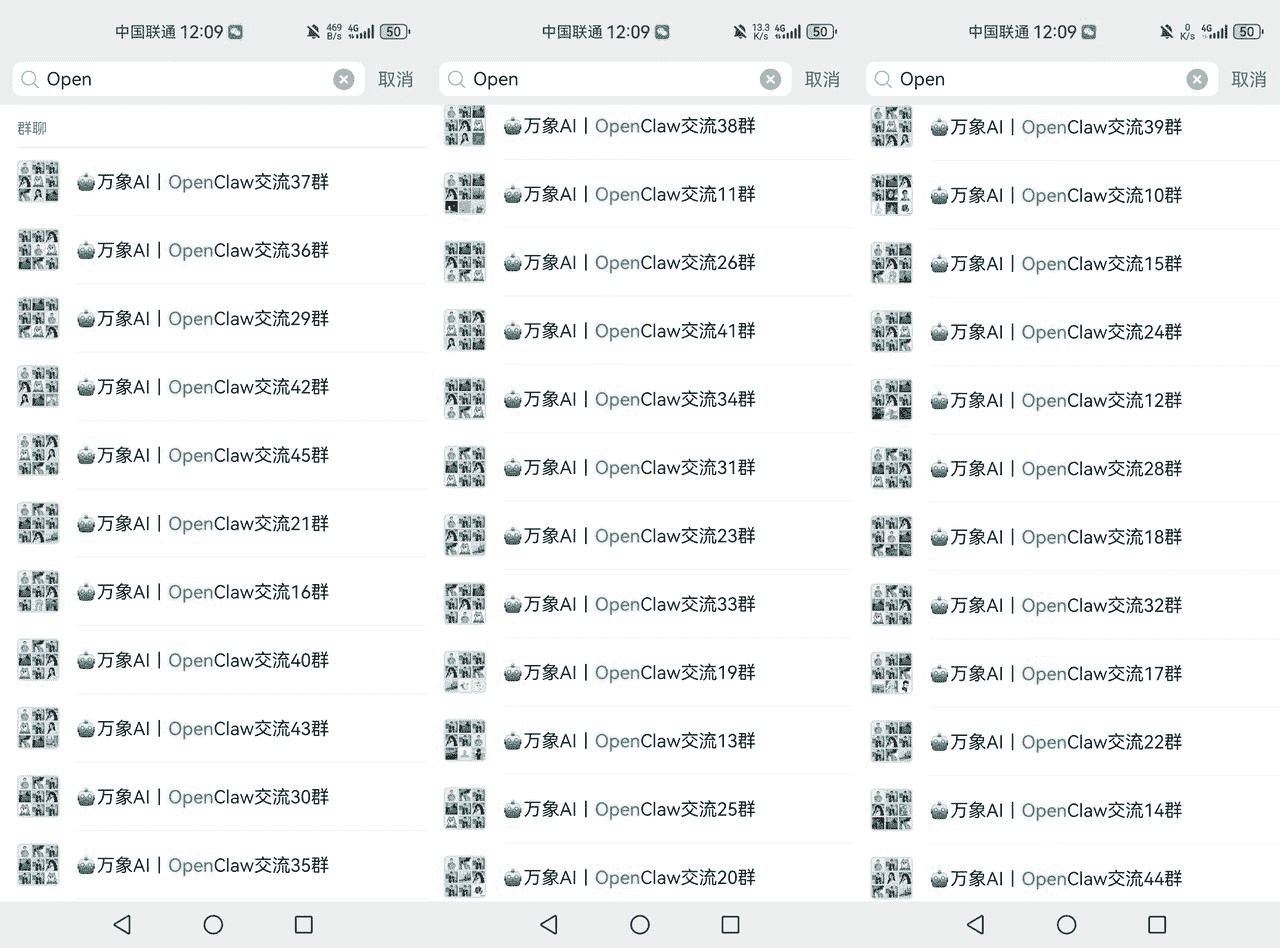 中国联通 12:09 469 B/s 4G 50
Open 取消
群聊
万象AI丨OpenClaw交流37群
万象AI丨OpenClaw交流36群
万象AI丨OpenClaw交流29群
万象AI丨OpenClaw交流42群
万象AI丨OpenClaw交流45群
万象AI丨OpenClaw交流21群
万象AI丨OpenClaw交流16群
万象AI丨OpenClaw交流40群
万象AI丨OpenClaw交流43群
万象AI丨OpenClaw交流30群
万象AI丨OpenClaw交流35群
中国联通 12:09 13.3 K/s 4G 50
Open 取消
万象AI丨OpenClaw交流38群
万象AI丨OpenClaw交流11群
万象AI丨OpenClaw交流26群
万象AI丨OpenClaw交流41群
万象AI丨OpenClaw交流34群
万象AI丨OpenClaw交流31群
万象AI丨OpenClaw交流23群
万象AI丨OpenClaw交流33群
万象AI丨OpenClaw交流19群
万象AI丨OpenClaw交流13群
万象AI丨OpenClaw交流25群
万象AI丨OpenClaw交流20群
中国联通 12:09 0 K/s 4G 50
Open 取消
万象AI丨OpenClaw交流39群
万象AI丨OpenClaw交流10群
万象AI丨OpenClaw交流15群
万象AI丨OpenClaw交流24群
万象AI丨OpenClaw交流12群
万象AI丨OpenClaw交流28群
万象AI丨OpenClaw交流18群
万象AI丨OpenClaw交流32群
万象AI丨OpenClaw交流17群
万象AI丨OpenClaw交流22群
万象AI丨OpenClaw交流14群
万象AI丨OpenClaw交流44群